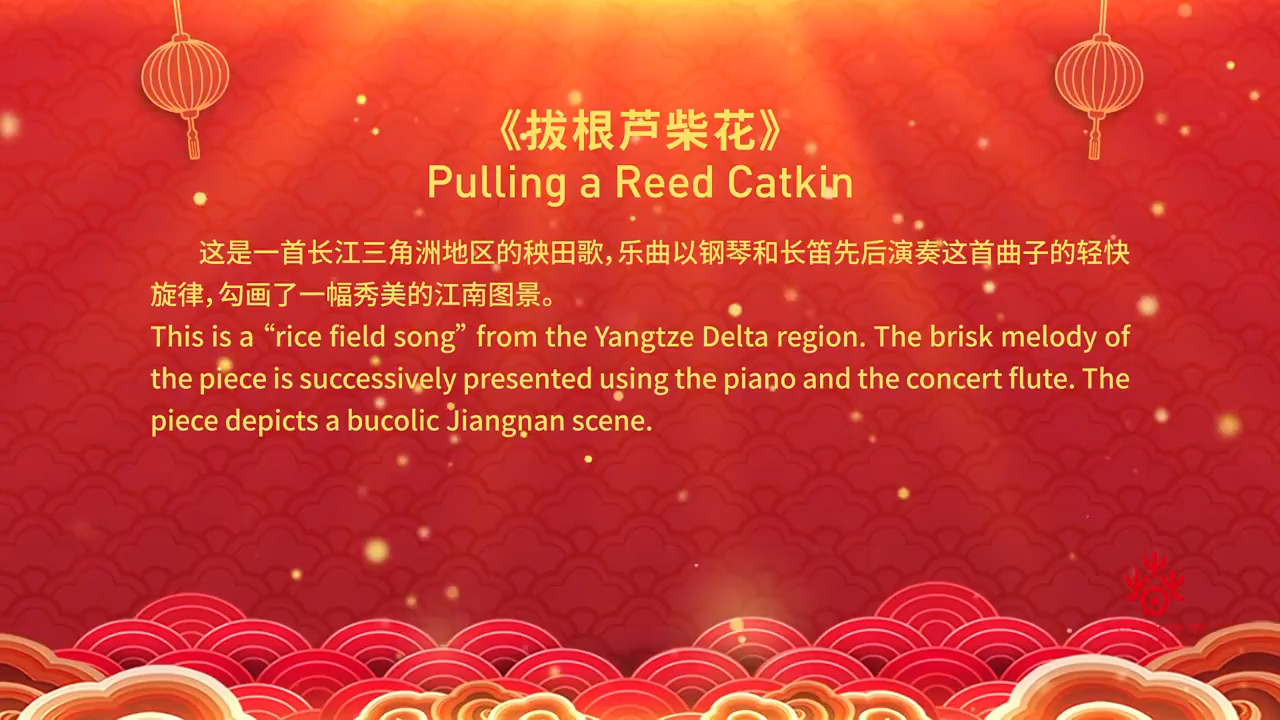 《拔根芦柴花》
Pulling a Reed Catkin
这是一首长江三角洲地区的秧田歌，乐曲以钢琴和长笛先后演奏这首曲子的轻快
旋律，勾画了一幅秀美的江南图景。
This is a “rice field song” from the Yangtze Delta region. The brisk melody of
the piece is successively presented using the piano and the concert flute. The
piece depicts a bucolic Jiangnan scene.